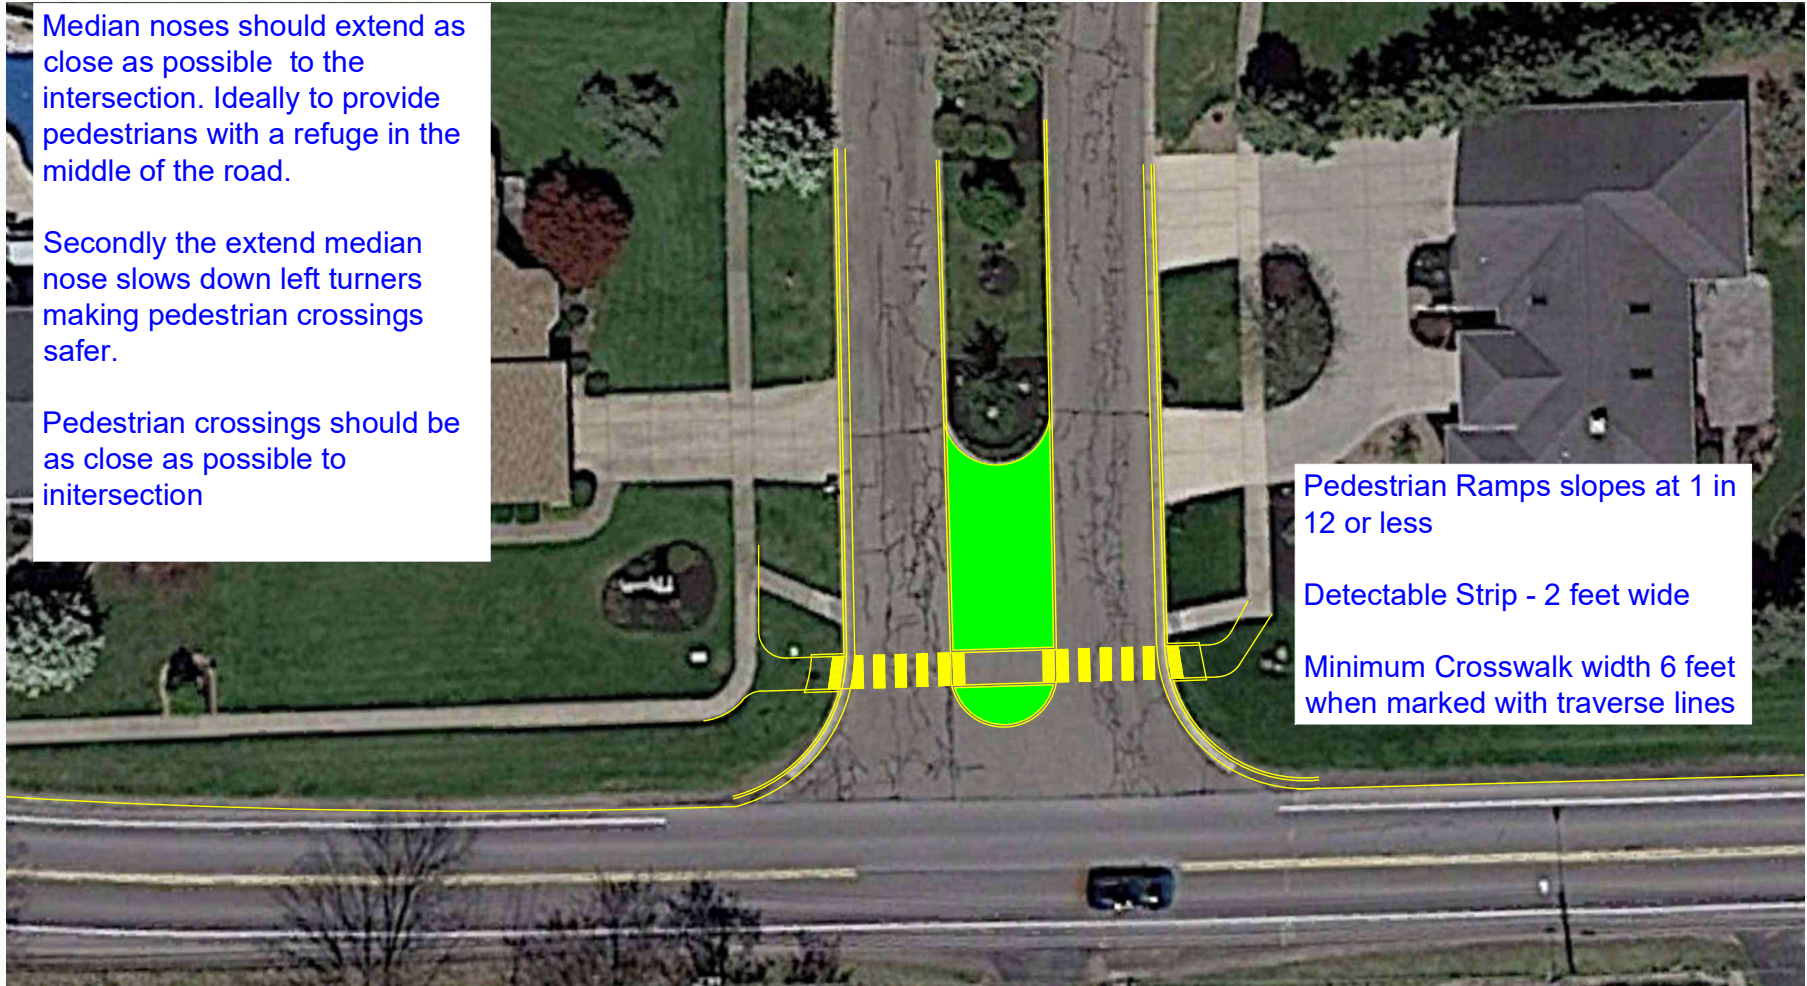 Median noses should extend as
close as possible  to the
intersection. Ideally to provide
pedestrians with a refuge in the
middle of the road.
Secondly the extend median
nose slows down left turners
making pedestrian crossings
safer.
Pedestrian crossings should be
as close as possible to
initersection
Pedestrian Ramps slopes at 1 in
12 or less
Detectable Strip - 2 feet wide
Minimum Crosswalk width 6 feet
when marked with traverse lines